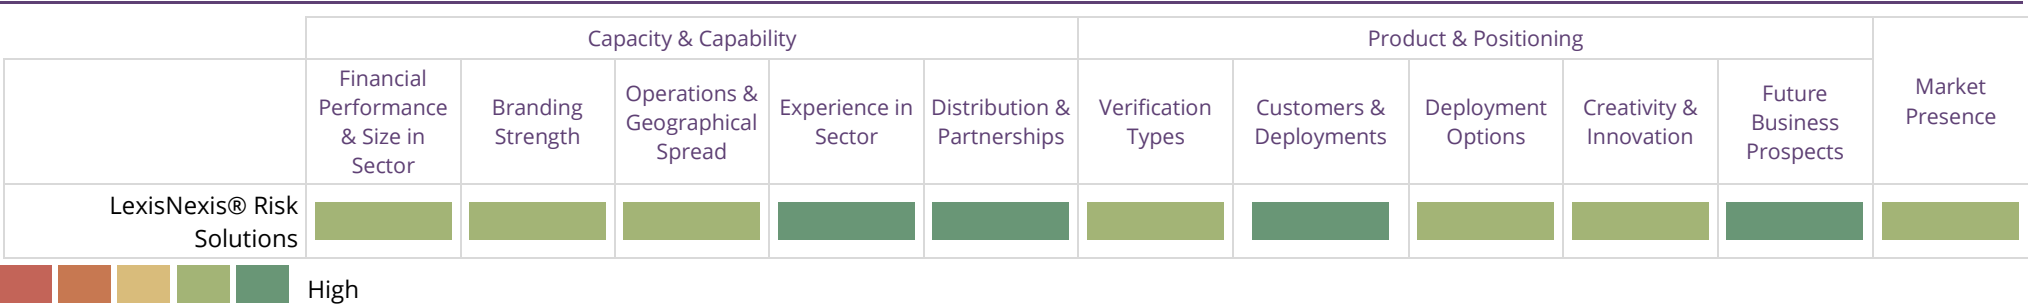 Capacity & Capability
Product & Positioning
Market
Presence
Financial
Performance
& Size in
Sector
Branding
Strength
Operations &
Geographical
Spread
Experience in
Sector
Distribution &
Partnerships
Verification
Types
Customers &
Deployments
Deployment
Options
Creativity &
Innovation
Future
Business
Prospects
LexisNexis® Risk
Solutions
High